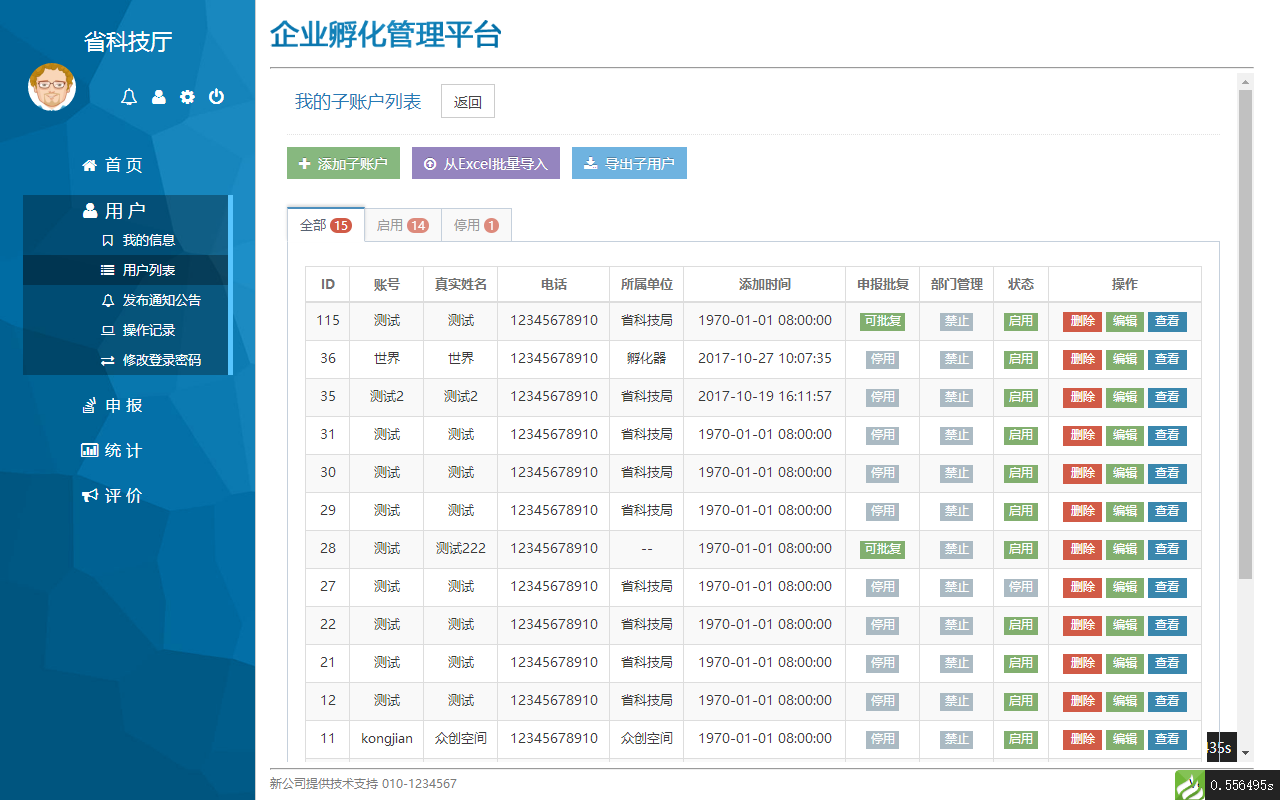 省科技厅
首 页
用 户
我的信息
用户列表
发布通知公告
操作记录
修改登录密码
申 报
统 计
评 价
企业孵化管理平台
我的子账户列表 返回
添加子账户 从Excel批量导入 导出子用户
全部 15 启用 14 停用 1
ID 账号 真实姓名 电话 所属单位 添加时间 申报批复 部门管理 状态 操作
115 测试 测试 12345678910 省科技局 1970-01-01 08:00:00 可批复 禁止 启用 删除 编辑 查看
36 世界 世界 12345678910 孵化器 2017-10-27 10:07:35 停用 禁止 启用 删除 编辑 查看
35 测试2 测试2 12345678910 省科技局 2017-10-19 16:11:57 停用 禁止 启用 删除 编辑 查看
31 测试 测试 12345678910 省科技局 1970-01-01 08:00:00 停用 禁止 启用 删除 编辑 查看
30 测试 测试 12345678910 省科技局 1970-01-01 08:00:00 停用 禁止 启用 删除 编辑 查看
29 测试 测试 12345678910 省科技局 1970-01-01 08:00:00 停用 禁止 启用 删除 编辑 查看
28 测试 测试222 12345678910 -- 1970-01-01 08:00:00 可批复 禁止 启用 删除 编辑 查看
27 测试 测试 12345678910 省科技局 1970-01-01 08:00:00 停用 禁止 停用 删除 编辑 查看
22 测试 测试 12345678910 省科技局 1970-01-01 08:00:00 停用 禁止 启用 删除 编辑 查看
21 测试 测试 12345678910 省科技局 1970-01-01 08:00:00 停用 禁止 启用 删除 编辑 查看
12 测试 测试 12345678910 省科技局 1970-01-01 08:00:00 停用 禁止 启用 删除 编辑 查看
11 kongjian 众创空间 12345678910 众创空间 1970-01-01 08:00:00 停用 禁止 启用 删除 编辑 查看
35s
新公司提供技术支持 010-1234567
0.556495s